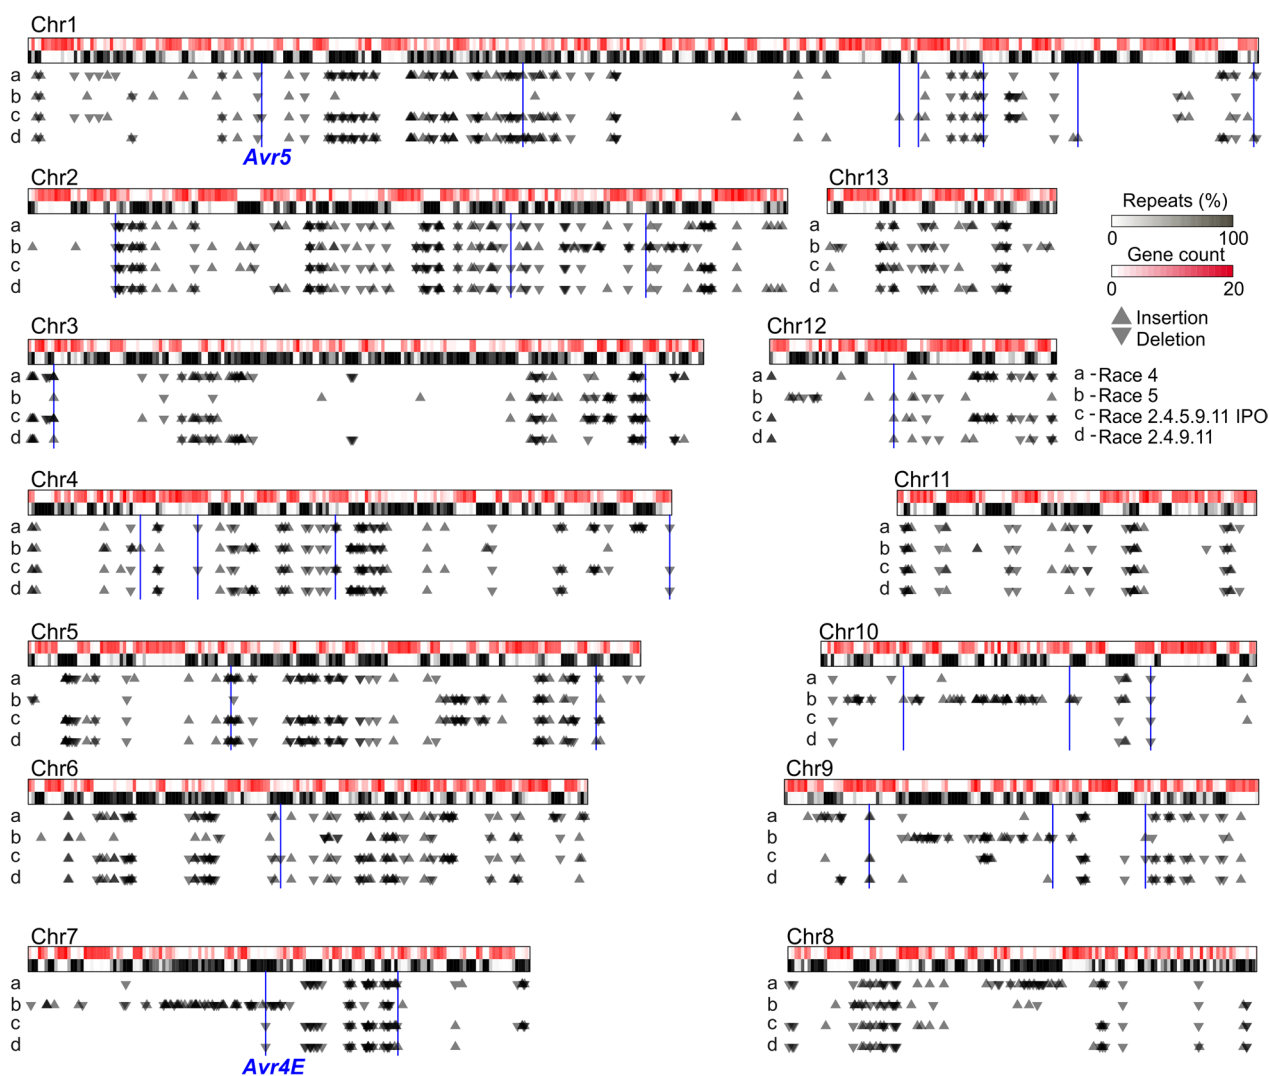 Chr1
a
b
c
d
Avr5
Chr2
a
b
c
d
Chr13
a
b
c
d
Repeats (%)
0 100
Gene count
0 20
Insertion
Deletion
Chr3
a
b
c
d
Chr12
a
b
c
d
a - Race 4
b - Race 5
c - Race 2.4.5.9.11 IPO
d - Race 2.4.9.11
Chr4
a
b
c
d
Chr11
a
b
c
d
Chr5
a
b
c
d
Chr10
a
b
c
d
Chr6
a
b
c
d
Chr9
a
b
c
d
Chr7
a
b
c
d
Avr4E
Chr8
a
b
c
d